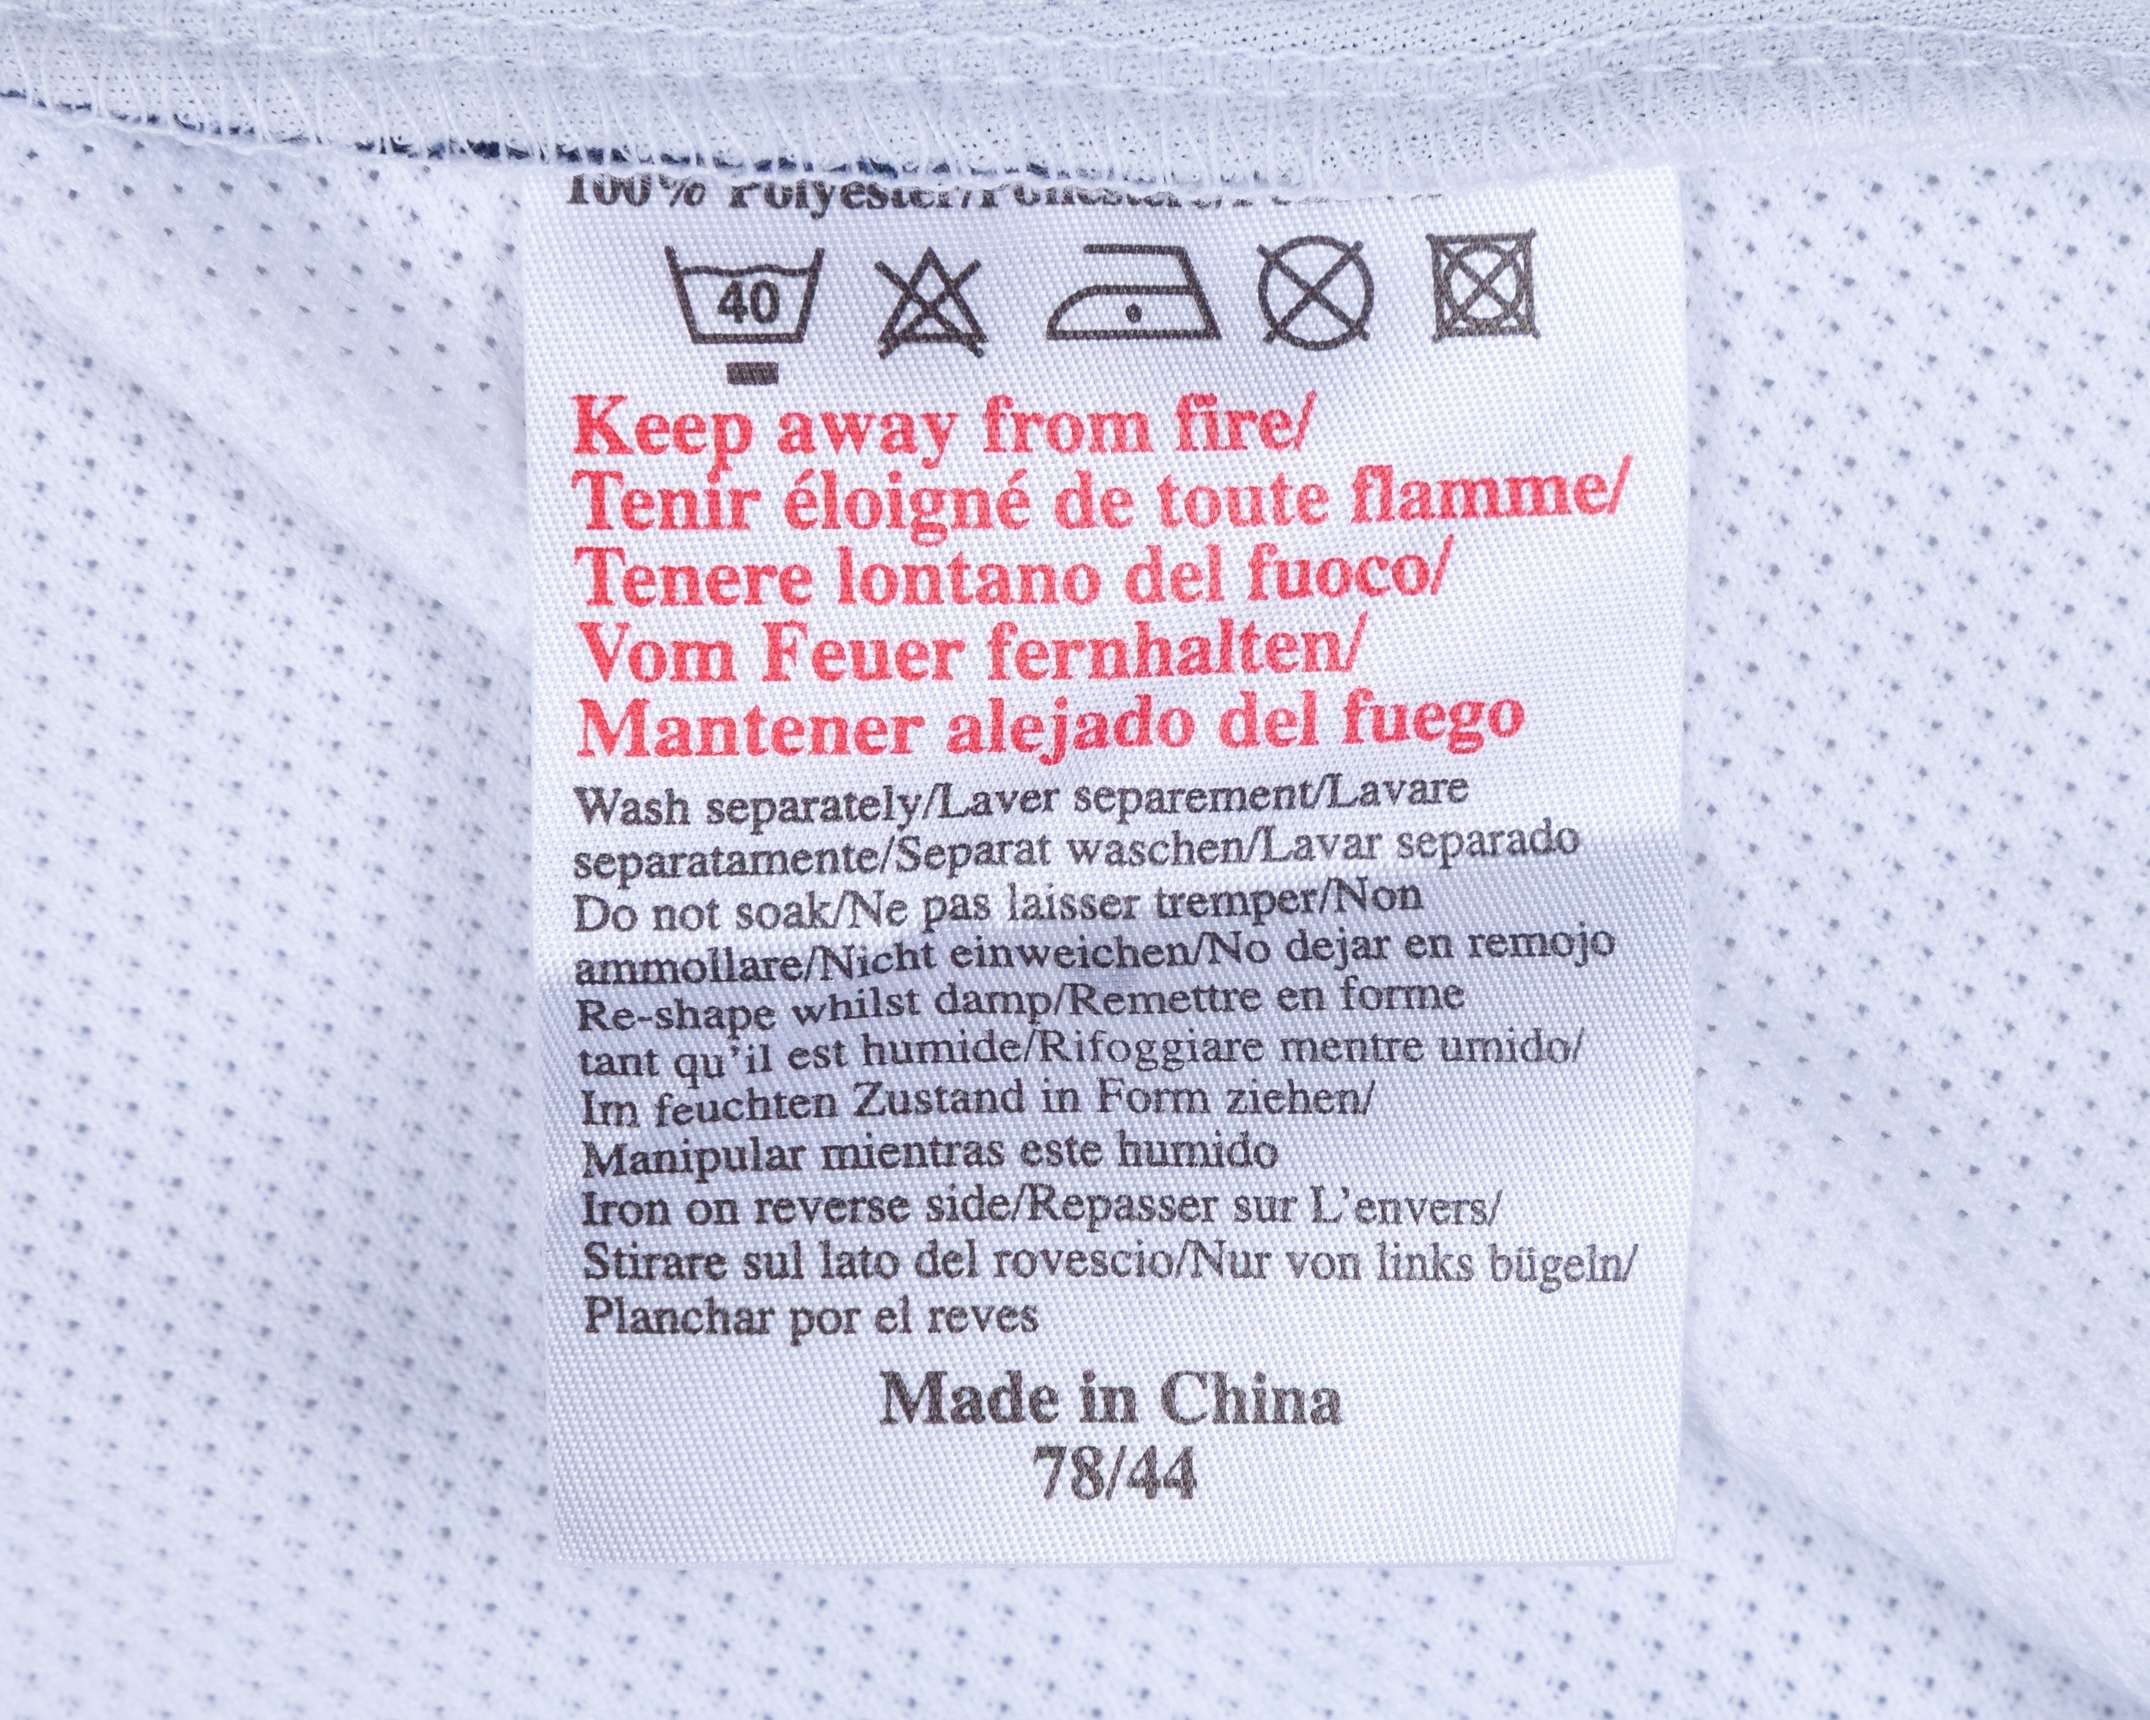 100% Polyester/
40
Keep away from fire/
Tenir éloigné de toute flamme/
Tenere lontano del fuoco/
Vom Feuer fernhalten/
Mantener alejado del fuego
Wash separately/Laver separement/Lavare
separatamente/Separat waschen/Lavar separado
Do not soak/Ne pas laisser tremper/Non
ammollare/Nicht einweichen/No dejar en remojo
Re-shape whilst damp/Remettre en forme
tant qu'il est humide/Rifoggiare mentre umido/
Im feuchten Zustand in Form ziehen/
Manipular mientras este humido
Iron on reverse side/Repasser sur L'envers/
Stirare sul lato del rovescio/Nur von links bügeln/
Planchar por el reves
Made in China
78/44